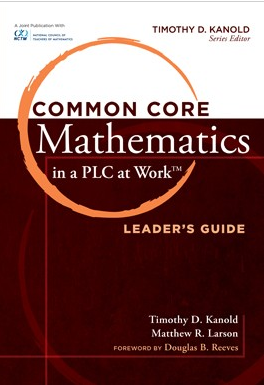 A Joint Publication With
NCTM
NATIONAL COUNCIL OF
TEACHERS OF MATHEMATICS
TIMOTHY D. KANOLD
Series Editor
COMMON CORE
Mathematics
in a PLC at Work™
LEADER'S GUIDE
Timothy D. Kanold
Matthew R. Larson
FOREWORD BY Douglas B. Reeves